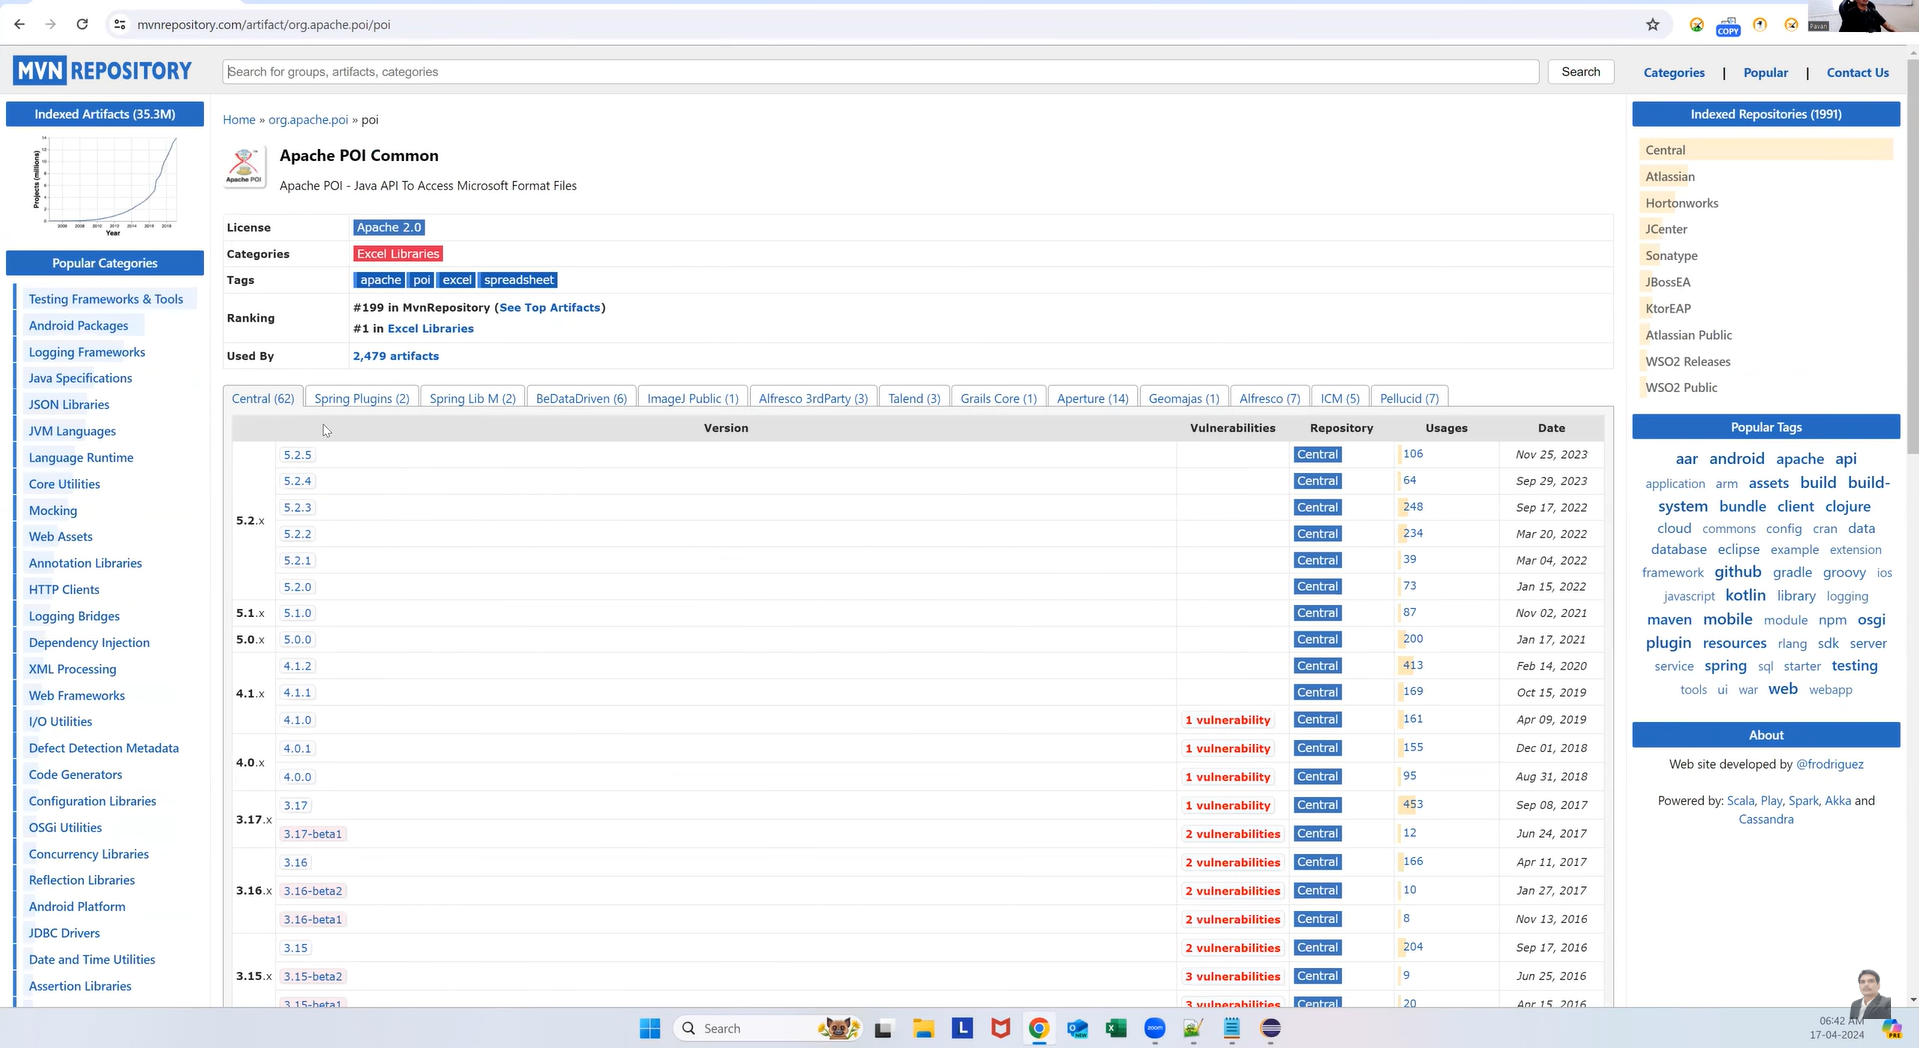 mvnrepository.com/artifact/org.apache.poi/poi
COPY
Pavan
MVN REPOSITORY
Search for groups, artifacts, categories
Search
Categories | Popular | Contact Us
Indexed Artifacts (35.3M)
Projects (millions)
Year
Popular Categories
Testing Frameworks & Tools
Android Packages
Logging Frameworks
Java Specifications
JSON Libraries
JVM Languages
Language Runtime
Core Utilities
Mocking
Web Assets
Annotation Libraries
HTTP Clients
Logging Bridges
Dependency Injection
XML Processing
Web Frameworks
I/O Utilities
Defect Detection Metadata
Code Generators
Configuration Libraries
OSGi Utilities
Concurrency Libraries
Reflection Libraries
Android Platform
JDBC Drivers
Date and Time Utilities
Assertion Libraries
Home » org.apache.poi » poi
Apache POI
Apache POI Common
Apache POI - Java API To Access Microsoft Format Files
License Apache 2.0
Categories Excel Libraries
Tags apache poi excel spreadsheet
Ranking
#199 in MvnRepository (See Top Artifacts)
#1 in Excel Libraries
Used By 2,479 artifacts
Central (62) Spring Plugins (2) Spring Lib M (2) BeDataDriven (6) ImageJ Public (1) Alfresco 3rdParty (3) Talend (3) Grails Core (1) Aperture (14) Geomajas (1) Alfresco (7) ICM (5) Pellucid (7)
Version Vulnerabilities Repository Usages Date
5.2.x
5.2.5 Central 106 Nov 25, 2023
5.2.4 Central 64 Sep 29, 2023
5.2.3 Central 248 Sep 17, 2022
5.2.2 Central 234 Mar 20, 2022
5.2.1 Central 39 Mar 04, 2022
5.2.0 Central 73 Jan 15, 2022
5.1.x 5.1.0 Central 87 Nov 02, 2021
5.0.x 5.0.0 Central 200 Jan 17, 2021
4.1.x
4.1.2 Central 413 Feb 14, 2020
4.1.1 Central 169 Oct 15, 2019
4.1.0 1 vulnerability Central 161 Apr 09, 2019
4.0.x
4.0.1 1 vulnerability Central 155 Dec 01, 2018
4.0.0 1 vulnerability Central 95 Aug 31, 2018
3.17.x
3.17 1 vulnerability Central 453 Sep 08, 2017
3.17-beta1 2 vulnerabilities Central 12 Jun 24, 2017
3.16.x
3.16 2 vulnerabilities Central 166 Apr 11, 2017
3.16-beta2 2 vulnerabilities Central 10 Jan 27, 2017
3.16-beta1 2 vulnerabilities Central 8 Nov 13, 2016
3.15.x
3.15 2 vulnerabilities Central 204 Sep 17, 2016
3.15-beta2 3 vulnerabilities Central 9 Jun 25, 2016
3.15-beta1 3 vulnerabilities Central 20 Apr 15, 2016
Indexed Repositories (1991)
Central
Atlassian
Hortonworks
JCenter
Sonatype
JBossEA
KtorEAP
Atlassian Public
WSO2 Releases
WSO2 Public
Popular Tags
aar android apache api
application arm assets build build-
system bundle client clojure
cloud commons config cran data
database eclipse example extension
framework github gradle groovy ios
javascript kotlin library logging
maven mobile module npm osgi
plugin resources rlang sdk server
service spring sql starter testing
tools ui war web webapp
About
Web site developed by @frodriguez
Powered by: Scala, Play, Spark, Akka and
Cassandra
Search
L
zoom
06:42 AM
17-04-2024